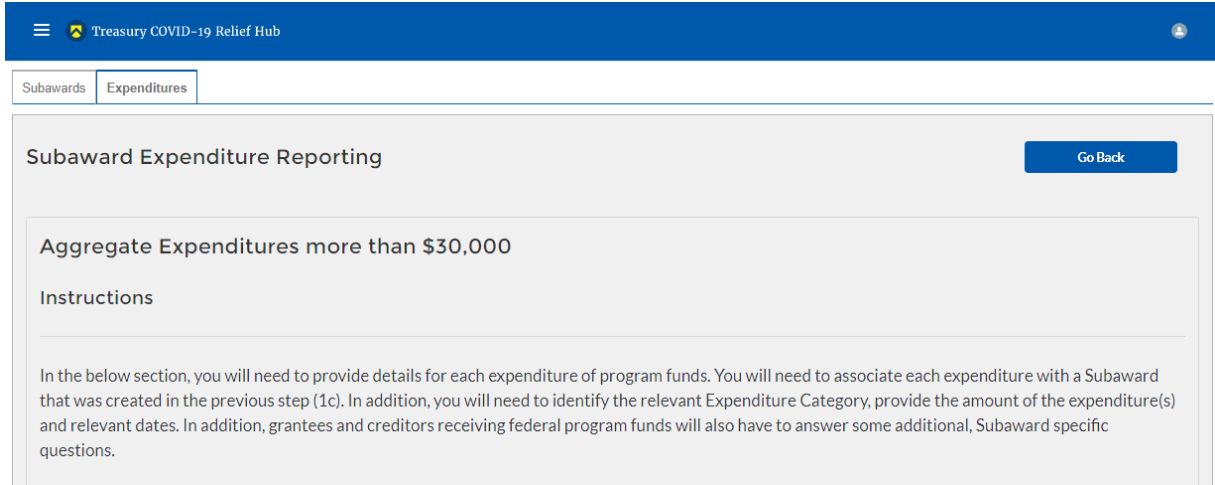 Treasury COVID-19 Relief Hub
Subawards
Expenditures
Subaward Expenditure Reporting
Go Back
Aggregate Expenditures more than $30,000
Instructions
In the below section, you will need to provide details for each expenditure of program funds. You will need to associate each expenditure with a Subaward
that was created in the previous step (1c). In addition, you will need to identify the relevant Expenditure Category, provide the amount of the expenditure(s)
and relevant dates. In addition, grantees and creditors receiving federal program funds will also have to answer some additional, Subaward specific
questions.